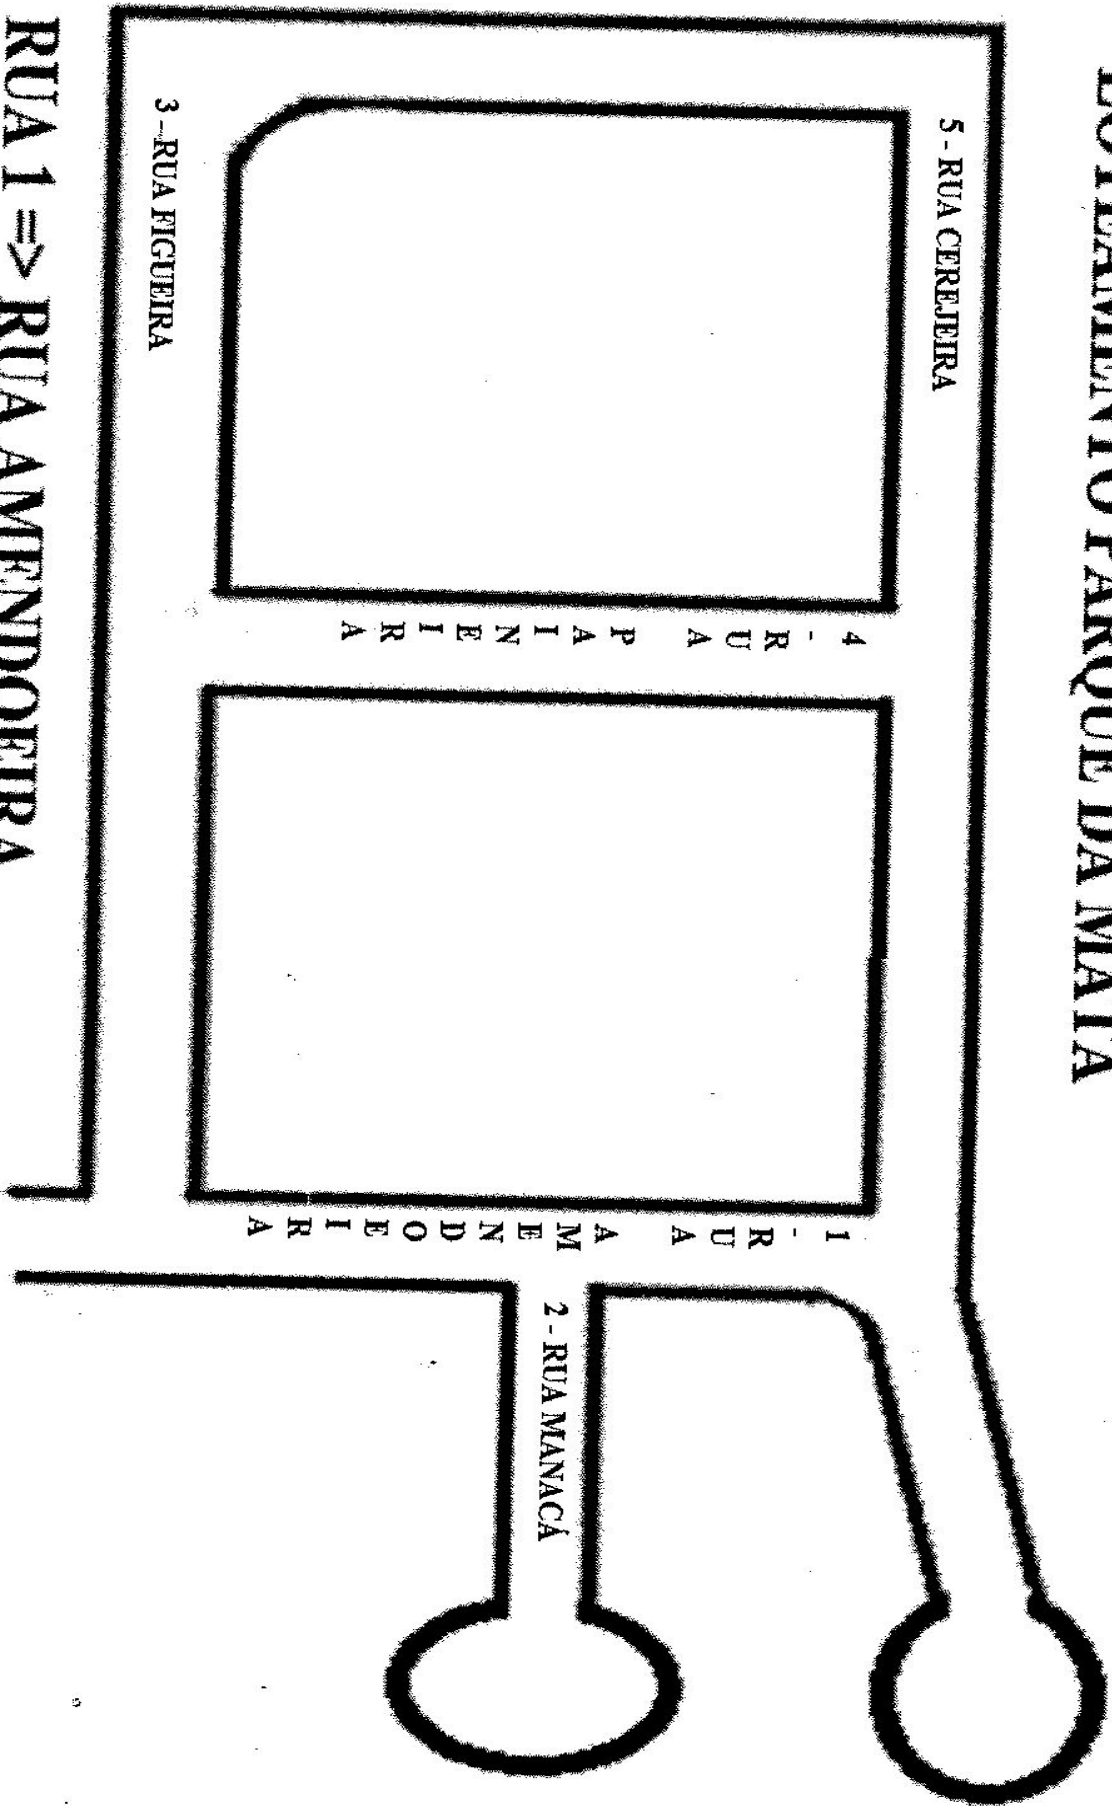 LOTEAMENTO PARQUE DA MATA
5 - RUA CEREJEIRA
4 - RUA PAINEIRA
1 - RUA AMENDOEIRA
2 - RUA MANACÁ
3 - RUA FIGUEIRA
RUA 1 => RUA AMENDOEIRA